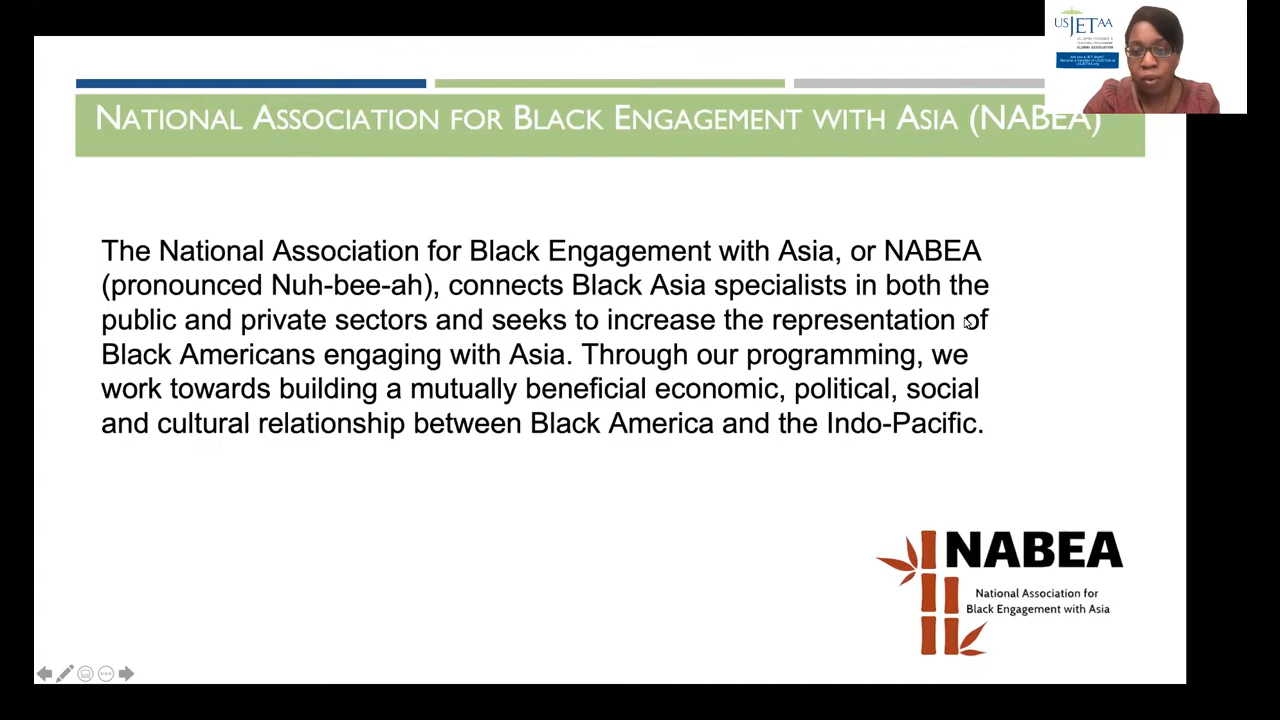 NATIONAL ASSOCIATION FOR BLACK ENGAGEMENT WITH ASIA (NABEA)
The National Association for Black Engagement with Asia, or NABEA
(pronounced Nuh-bee-ah), connects Black Asia specialists in both the
public and private sectors and seeks to increase the representation of
Black Americans engaging with Asia. Through our programming, we
work towards building a mutually beneficial economic, political, social
and cultural relationship between Black America and the Indo-Pacific.
NABEA
National Association for
Black Engagement with Asia
USJETAA
ALUMNI ASSOCIATION